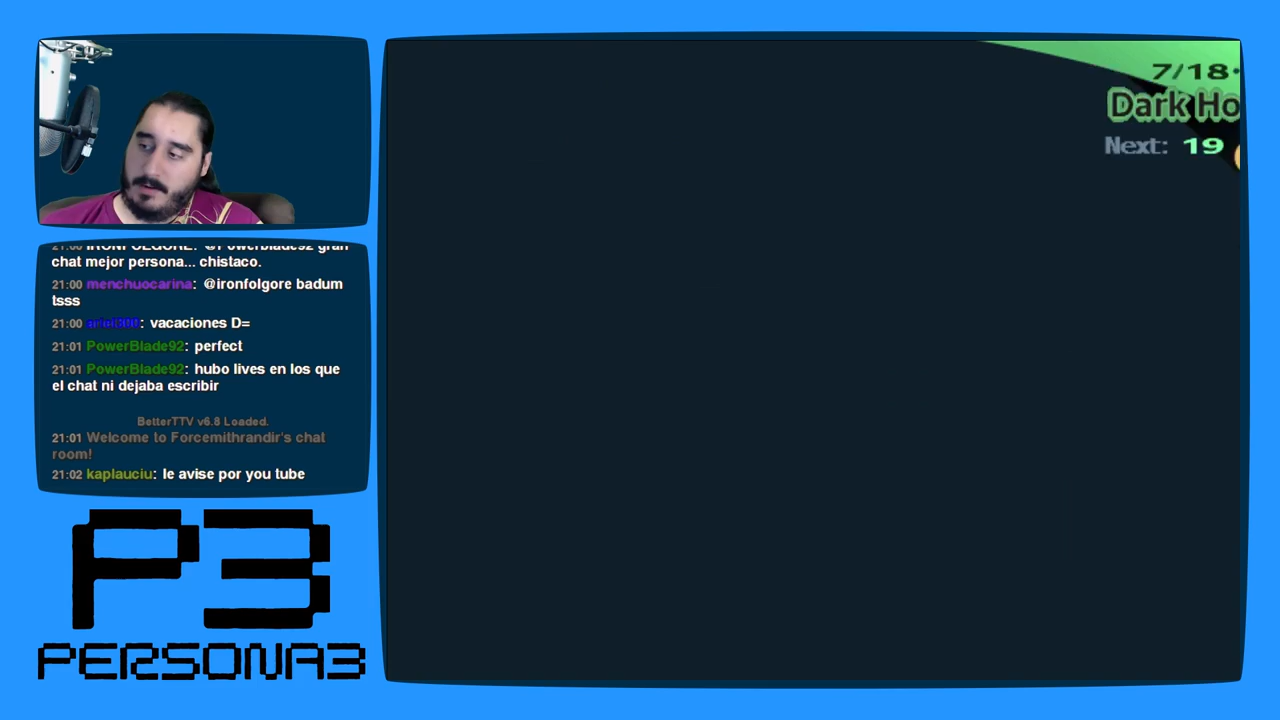 7/18
Dark Ho
Next: 19
chat mejor persona... chistaco.
21:00 menchuocarina: @ironfolgore badum
tsss
21:00 ariel300: vacaciones D=
21:01 PowerBlade92: perfect
21:01 PowerBlade92: hubo lives en los que
el chat ni dejaba escribir
BetterTTV v6.8 Loaded.
21:01 Welcome to Forcemithrandir's chat
room!
21:02 kaplauciu: le avise por you tube
P3
PERSONA3